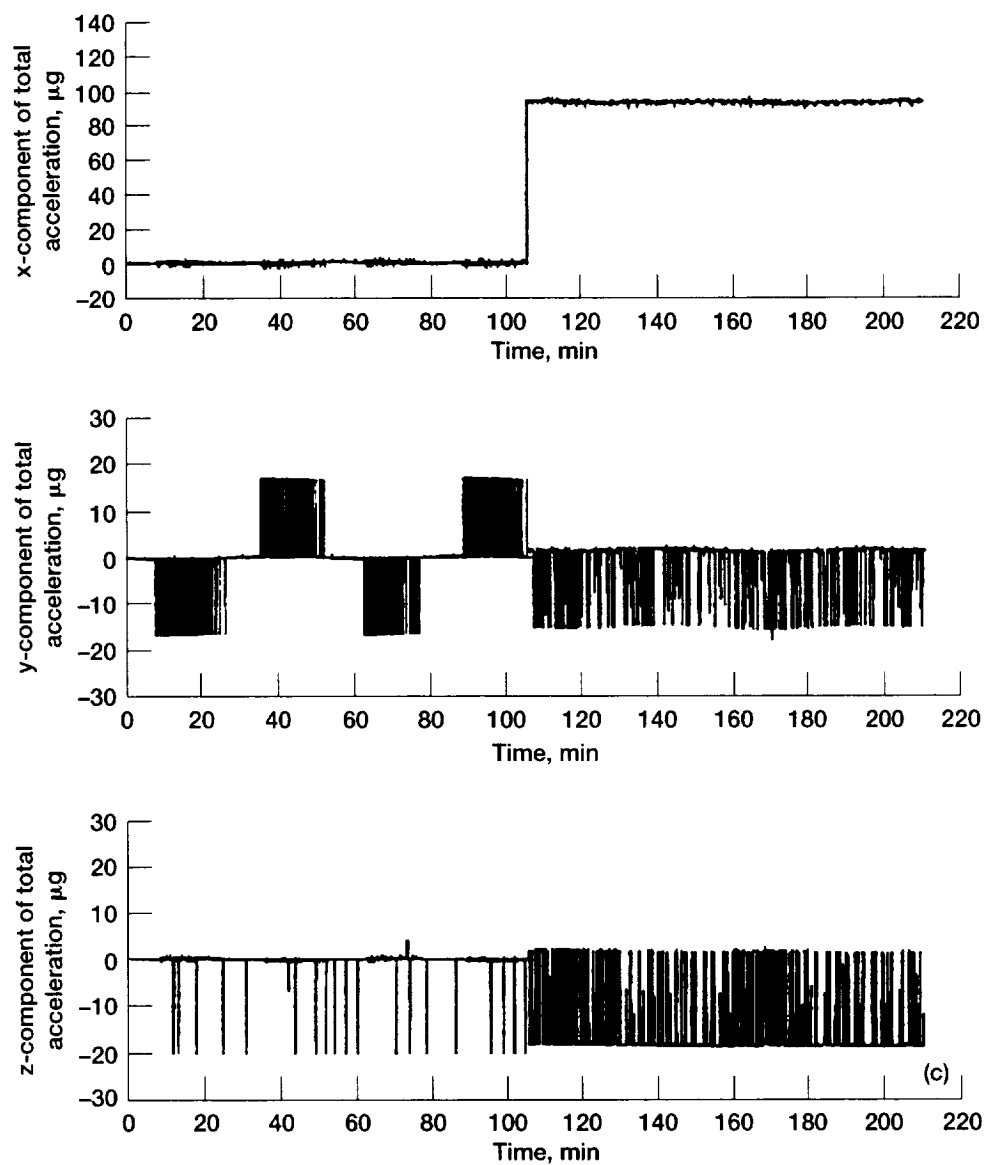 x-component of total
acceleration, μg
140
120
100
80
60
40
20
0
−20
0 20 40 60 80 100 120 140 160 180 200 220
Time, min
y-component of total
acceleration, μg
30
20
10
0
−10
−20
−30
0 20 40 60 80 100 120 140 160 180 200 220
Time, min
z-component of total
acceleration, μg
30
20
10
0
−10
−20
−30
(c)
0 20 40 60 80 100 120 140 160 180 200 220
Time, min